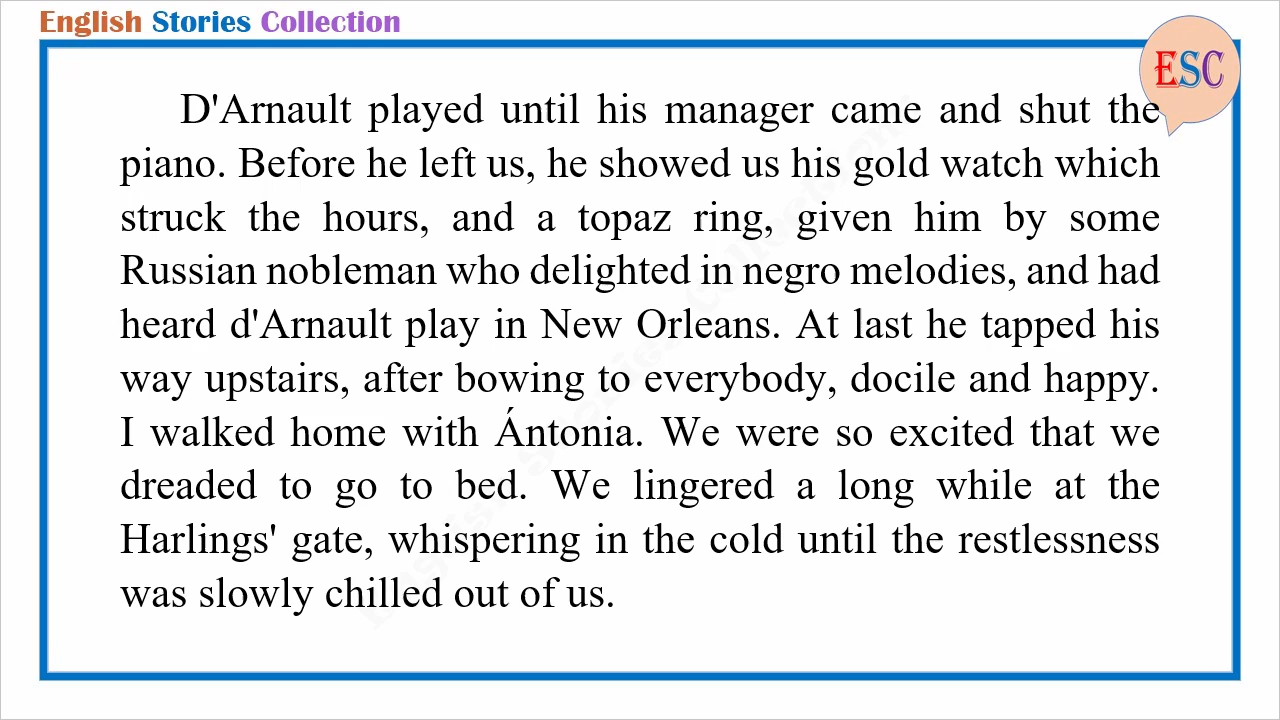 English Stories Collection
ESC
D'Arnault played until his manager came and shut the
piano. Before he left us, he showed us his gold watch which
struck the hours, and a topaz ring, given him by some
Russian nobleman who delighted in negro melodies, and had
heard d'Arnault play in New Orleans. At last he tapped his
way upstairs, after bowing to everybody, docile and happy.
I walked home with Ántonia. We were so excited that we
dreaded to go to bed. We lingered a long while at the
Harlings' gate, whispering in the cold until the restlessness
was slowly chilled out of us.
English Stories Collection